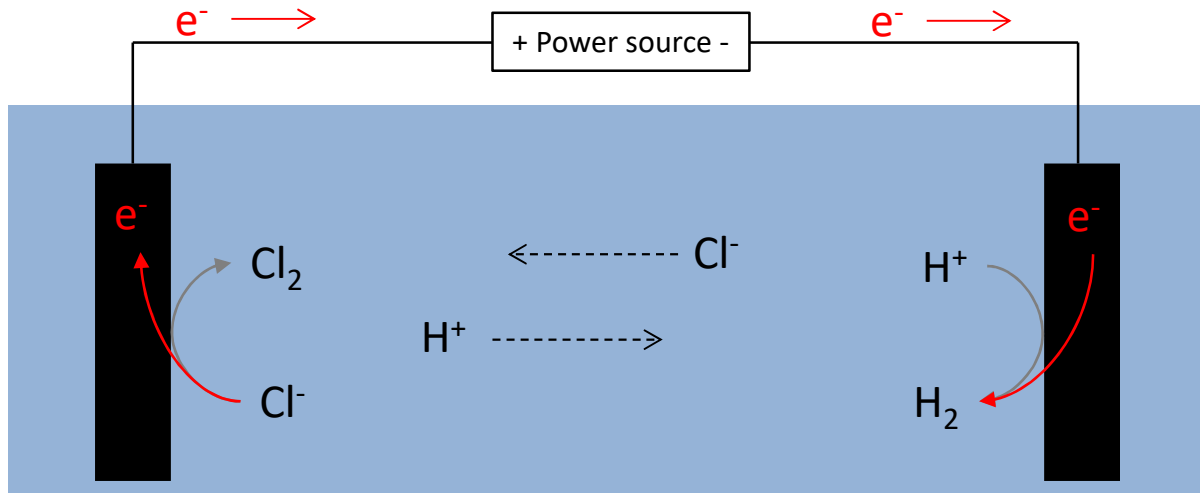 e⁻
e⁻
+ Power source -
e⁻
e⁻
Cl₂
Cl⁻
H⁺
H⁺
Cl⁻
H₂